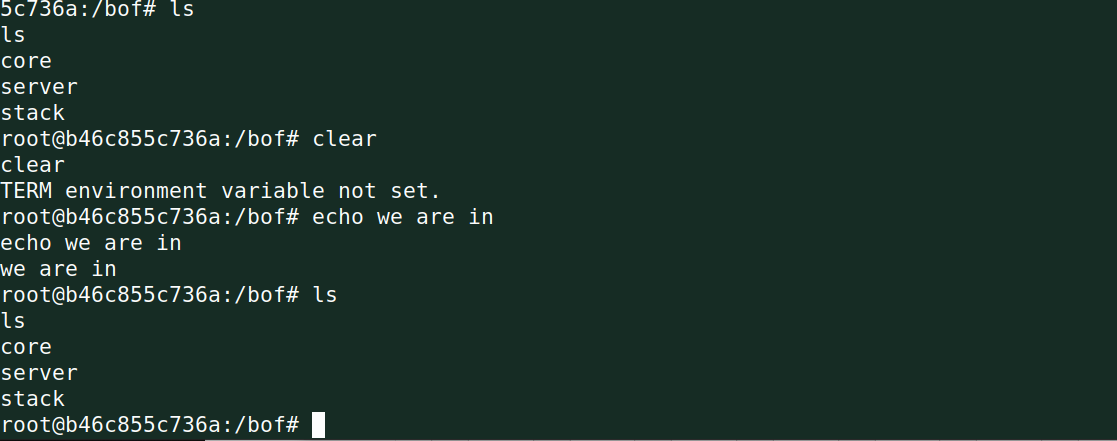 5c736a:/bof# ls
ls
core
server
stack
root@b46c855c736a:/bof# clear
clear
TERM environment variable not set.
root@b46c855c736a:/bof# echo we are in
echo we are in
we are in
root@b46c855c736a:/bof# ls
ls
core
server
stack
root@b46c855c736a:/bof#